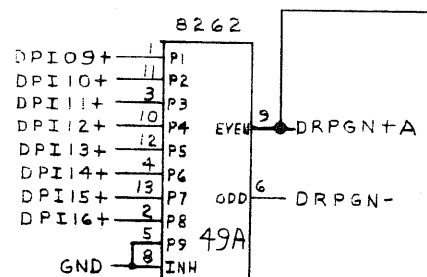 8262
DPI09+ 1 P1
DPI10+ 11 P2
DPI11+ 3 P3
DPI12+ 10 P4 EVEN 9 DRPGN+A
DPI13+ 12 P5
DPI14+ 4 P6
DPI15+ 13 P7 ODD 6 DRPGN-
DPI16+ 2 P8
5 P9 49A
GND 8 INH